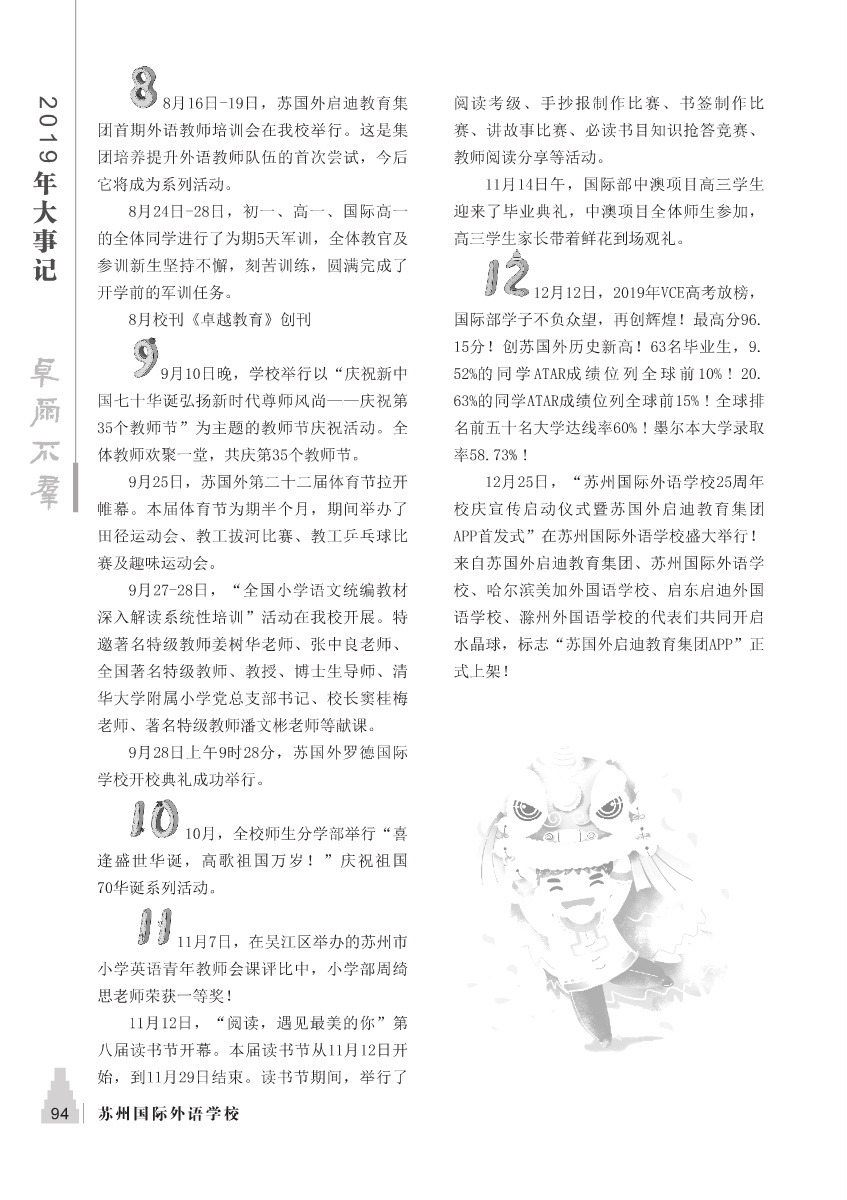 2019年大事记
卓尔不群
8
8月16日-19日，苏国外启迪教育集
团首期外语教师培训会在我校举行。这是集
团培养提升外语教师队伍的首次尝试，今后
它将成为系列活动。
8月24日-28日，初一、高一、国际高一
的全体同学进行了为期5天军训，全体教官及
参训新生坚持不懈，刻苦训练，圆满完成了
开学前的军训任务。
8月校刊《卓越教育》创刊
9
9月10日晚，学校举行以“庆祝新中
国七十华诞弘扬新时代尊师风尚——庆祝第
35个教师节”为主题的教师节庆祝活动。全
体教师欢聚一堂，共庆第35个教师节。
9月25日，苏国外第二十二届体育节拉开
帷幕。本届体育节为期半个月，期间举办了
田径运动会、教工拔河比赛、教工乒乓球比
赛及趣味运动会。
9月27-28日，“全国小学语文统编教材
深入解读系统性培训”活动在我校开展。特
邀著名特级教师姜树华老师、张中良老师、
全国著名特级教师、教授、博士生导师、清
华大学附属小学党总支部书记、校长窦桂梅
老师、著名特级教师潘文彬老师等献课。
9月28日上午9时28分，苏国外罗德国际
学校开校典礼成功举行。
10
10月，全校师生分学部举行“喜
逢盛世华诞，高歌祖国万岁！”庆祝祖国
70华诞系列活动。
11
11月7日，在吴江区举办的苏州市
小学英语青年教师会课评比中，小学部周绮
思老师荣获一等奖！
11月12日，“阅读，遇见最美的你”第
八届读书节开幕。本届读书节从11月12日开
始，到11月29日结束。读书节期间，举行了
阅读考级、手抄报制作比赛、书签制作比
赛、讲故事比赛、必读书目知识抢答竞赛、
教师阅读分享等活动。
11月14日午，国际部中澳项目高三学生
迎来了毕业典礼，中澳项目全体师生参加，
高三学生家长带着鲜花到场观礼。
12
12月12日，2019年VCE高考放榜，
国际部学子不负众望，再创辉煌！最高分96.
15分！创苏国外历史新高！63名毕业生，9.
52%的同学ATAR成绩位列全球前10%！20.
63%的同学ATAR成绩位列全球前15%！全球排
名前五十名大学达线率60%！墨尔本大学录取
率58.73%！
12月25日，“苏州国际外语学校25周年
校庆宣传启动仪式暨苏国外启迪教育集团
APP首发式”在苏州国际外语学校盛大举行！
来自苏国外启迪教育集团、苏州国际外语学
校、哈尔滨美加外国语学校、启东启迪外国
语学校、滁州外国语学校的代表们共同开启
水晶球，标志“苏国外启迪教育集团APP”正
式上架！
94 苏州国际外语学校